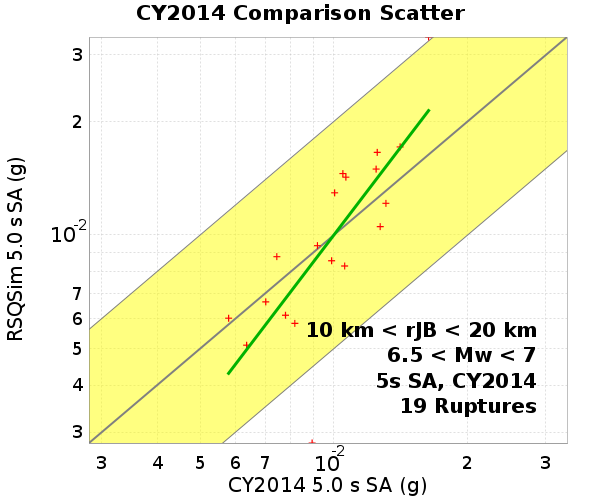 CY2014 Comparison Scatter
RSQSim 5.0 s SA (g)
3
2
10-2
7
6
5
4
3
10 km < rJB < 20 km
6.5 < Mw < 7
5s SA, CY2014
19 Ruptures
3 4 5 6 7 10-2 2 3
CY2014 5.0 s SA (g)